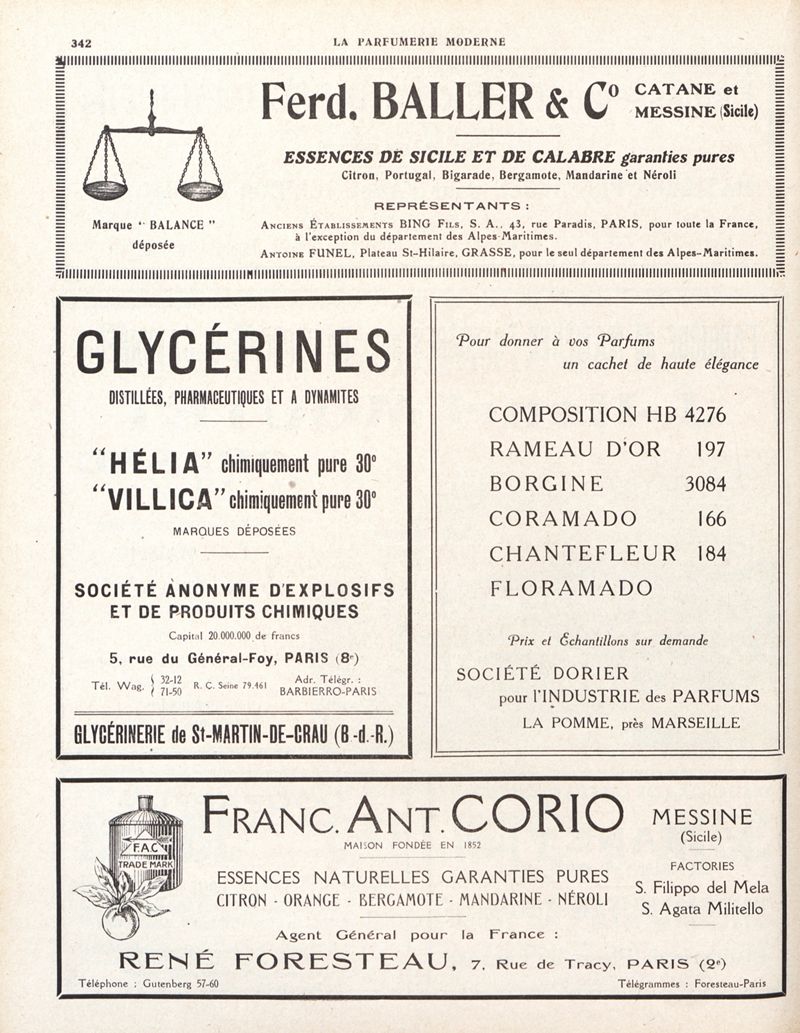 342
LA PARFUMERIE MODERNE
Ferd. BALLER & Cº CATANE et
MESSINE (Sicile)
ESSENCES DE SICILE ET DE CALABRE garanties pures
Citron, Portugal, Bigarade, Bergamote, Mandarine et Néroli
REPRÉSENTANTS :
Marque " BALANCE "
déposée
ANCIENS ÉTABLISSEMENTS BING FILS, S. A., 43, rue Paradis, PARIS, pour toute la France,
à l'exception du département des Alpes-Maritimes.
ANTOINE FUNEL, Plateau St-Hilaire, GRASSE, pour le seul département des Alpes-Maritimes.
GLYCÉRINES
DISTILLÉES, PHARMACEUTIQUES ET A DYNAMITES
"HÉLIA" chimiquement pure 30º
"VILLICA" chimiquement pure 30º
MARQUES DÉPOSÉES
SOCIÉTÉ ANONYME D'EXPLOSIFS
ET DE PRODUITS CHIMIQUES
Capital 20.000.000 de francs
5, rue du Général-Foy, PARIS (8e)
Tél. Wag. { 32-12
71-50
R. C. Seine 79.461
Adr. Télégr. :
BARBIERRO-PARIS
GLYCÉRINERIE de St-MARTIN-DE-CRAU (B.-d.-R.)
Pour donner à vos Parfums
un cachet de haute élégance
COMPOSITION HB 4276
RAMEAU D'OR 197
BORGINE 3084
CORAMADO 166
CHANTEFLEUR 184
FLORAMADO
Prix et Échantillons sur demande
SOCIÉTÉ DORIER
pour l'INDUSTRIE des PARFUMS
LA POMME, près MARSEILLE
F.A.C
TRADE MARK
FRANC. ANT. CORIO
MAISON FONDÉE EN 1852
ESSENCES NATURELLES GARANTIES PURES
CITRON - ORANGE - BERGAMOTE - MANDARINE - NÉROLI
MESSINE
(Sicile)
FACTORIES
S. Filippo del Mela
S. Agata Militello
Agent Général pour la France :
RENÉ FORESTEAU, 7, Rue de Tracy, PARIS (2e)
Téléphone : Gutenberg 57-60
Télégrammes : Foresteau-Paris